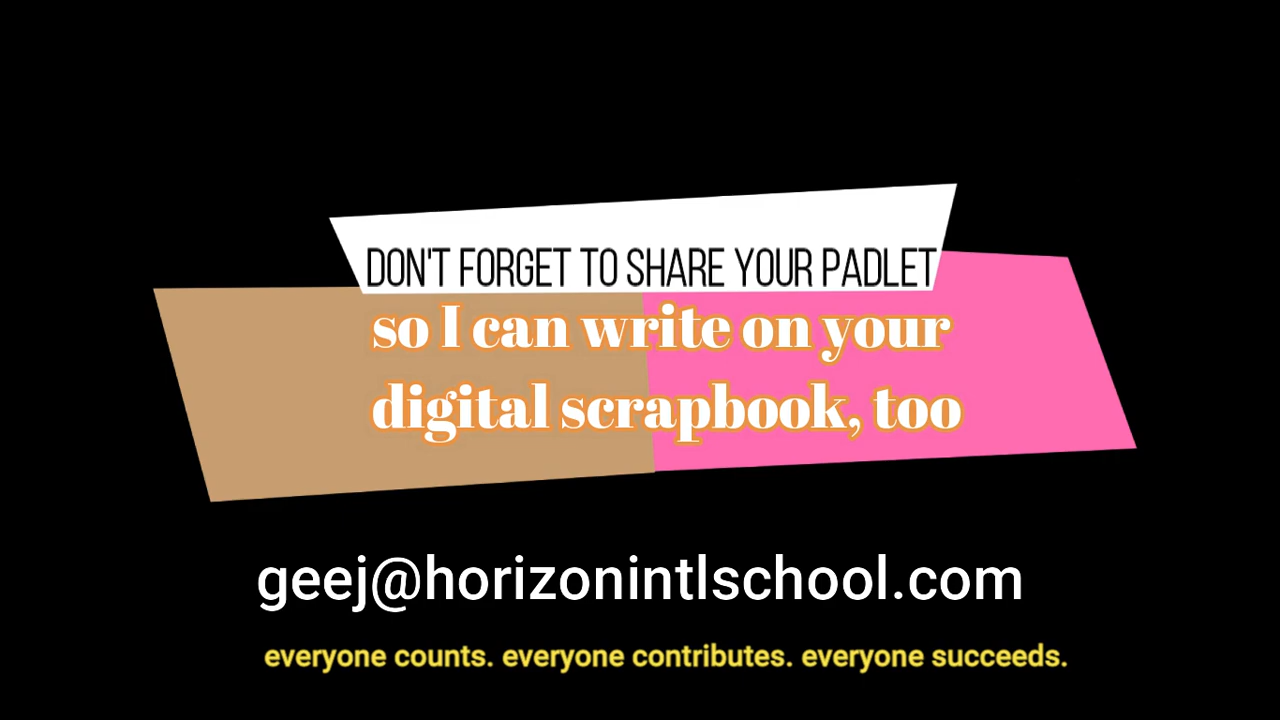 DON'T FORGET TO SHARE YOUR PADLET
so I can write on your
digital scrapbook, too
geej@horizonintlschool.com
everyone counts. everyone contributes. everyone succeeds.